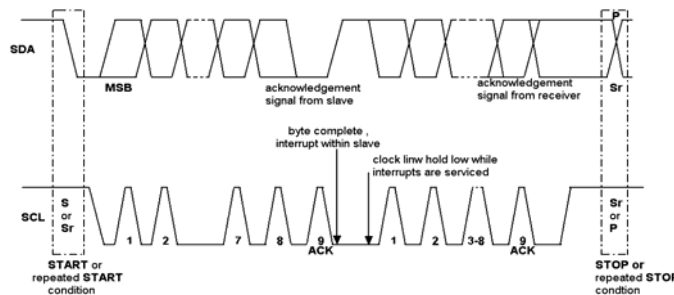 P
SDA
MSB
acknowledgement
signal from slave
acknowledgement
signal from receiver
Sr
byte complete ,
interrupt within slave
clock linw hold low while
interrupts are serviced
SCL
S
or
Sr
1
2
7
8
9
ACK
1
2
3-8
9
ACK
Sr
or
P
START or
repeated START
condition
STOP or
repeated STOP
condtion